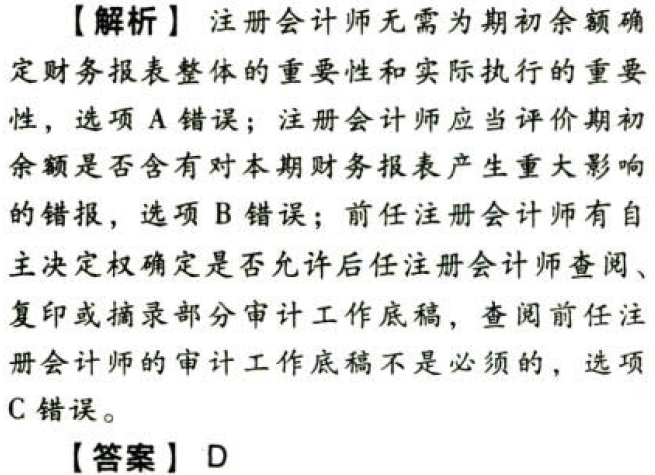 【解析】 注册会计师无需为期初余额确
定财务报表整体的重要性和实际执行的重要
性，选项 A 错误；注册会计师应当评价期初
余额是否含有对本期财务报表产生重大影响
的错报，选项 B 错误；前任注册会计师有自
主决定权确定是否允许后任注册会计师查阅、
复印或摘录部分审计工作底稿，查阅前任注
册会计师的审计工作底稿不是必须的，选项
C 错误。
【答案】 D